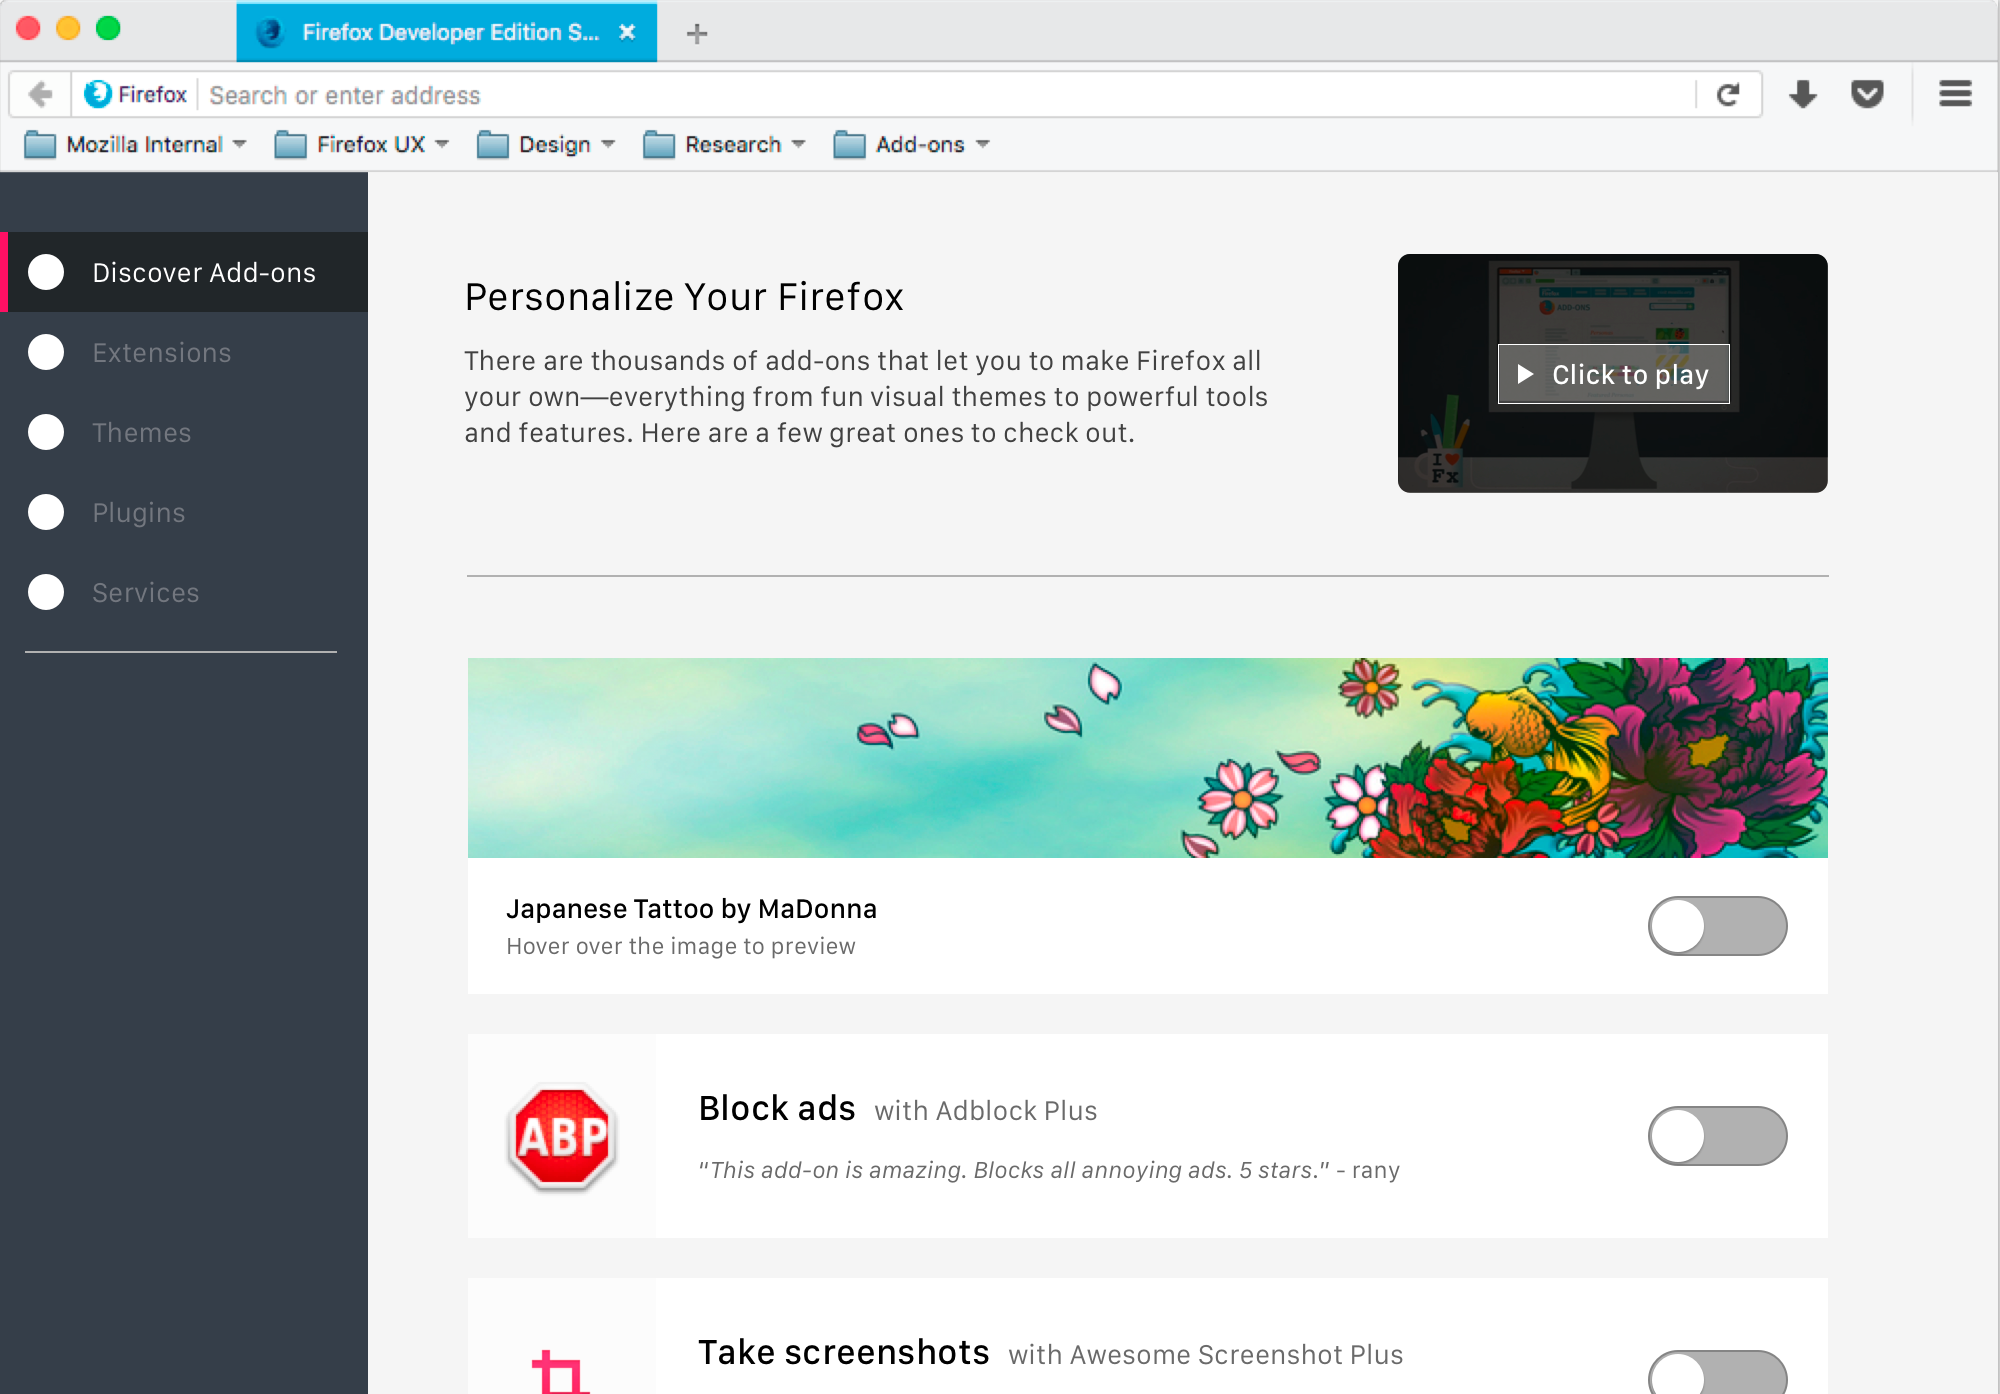 Firefox Developer Edition S...
Firefox
Search or enter address
Mozilla Internal
Firefox UX
Design
Research
Add-ons
Discover Add-ons
Extensions
Themes
Plugins
Services
Personalize Your Firefox
There are thousands of add-ons that let you to make Firefox all
your own—everything from fun visual themes to powerful tools
and features. Here are a few great ones to check out.
ADD-ONS
Click to play
I
Fx
Japanese Tattoo by MaDonna
Hover over the image to preview
ABP
Block ads with Adblock Plus
"This add-on is amazing. Blocks all annoying ads. 5 stars." - rany
Take screenshots with Awesome Screenshot Plus